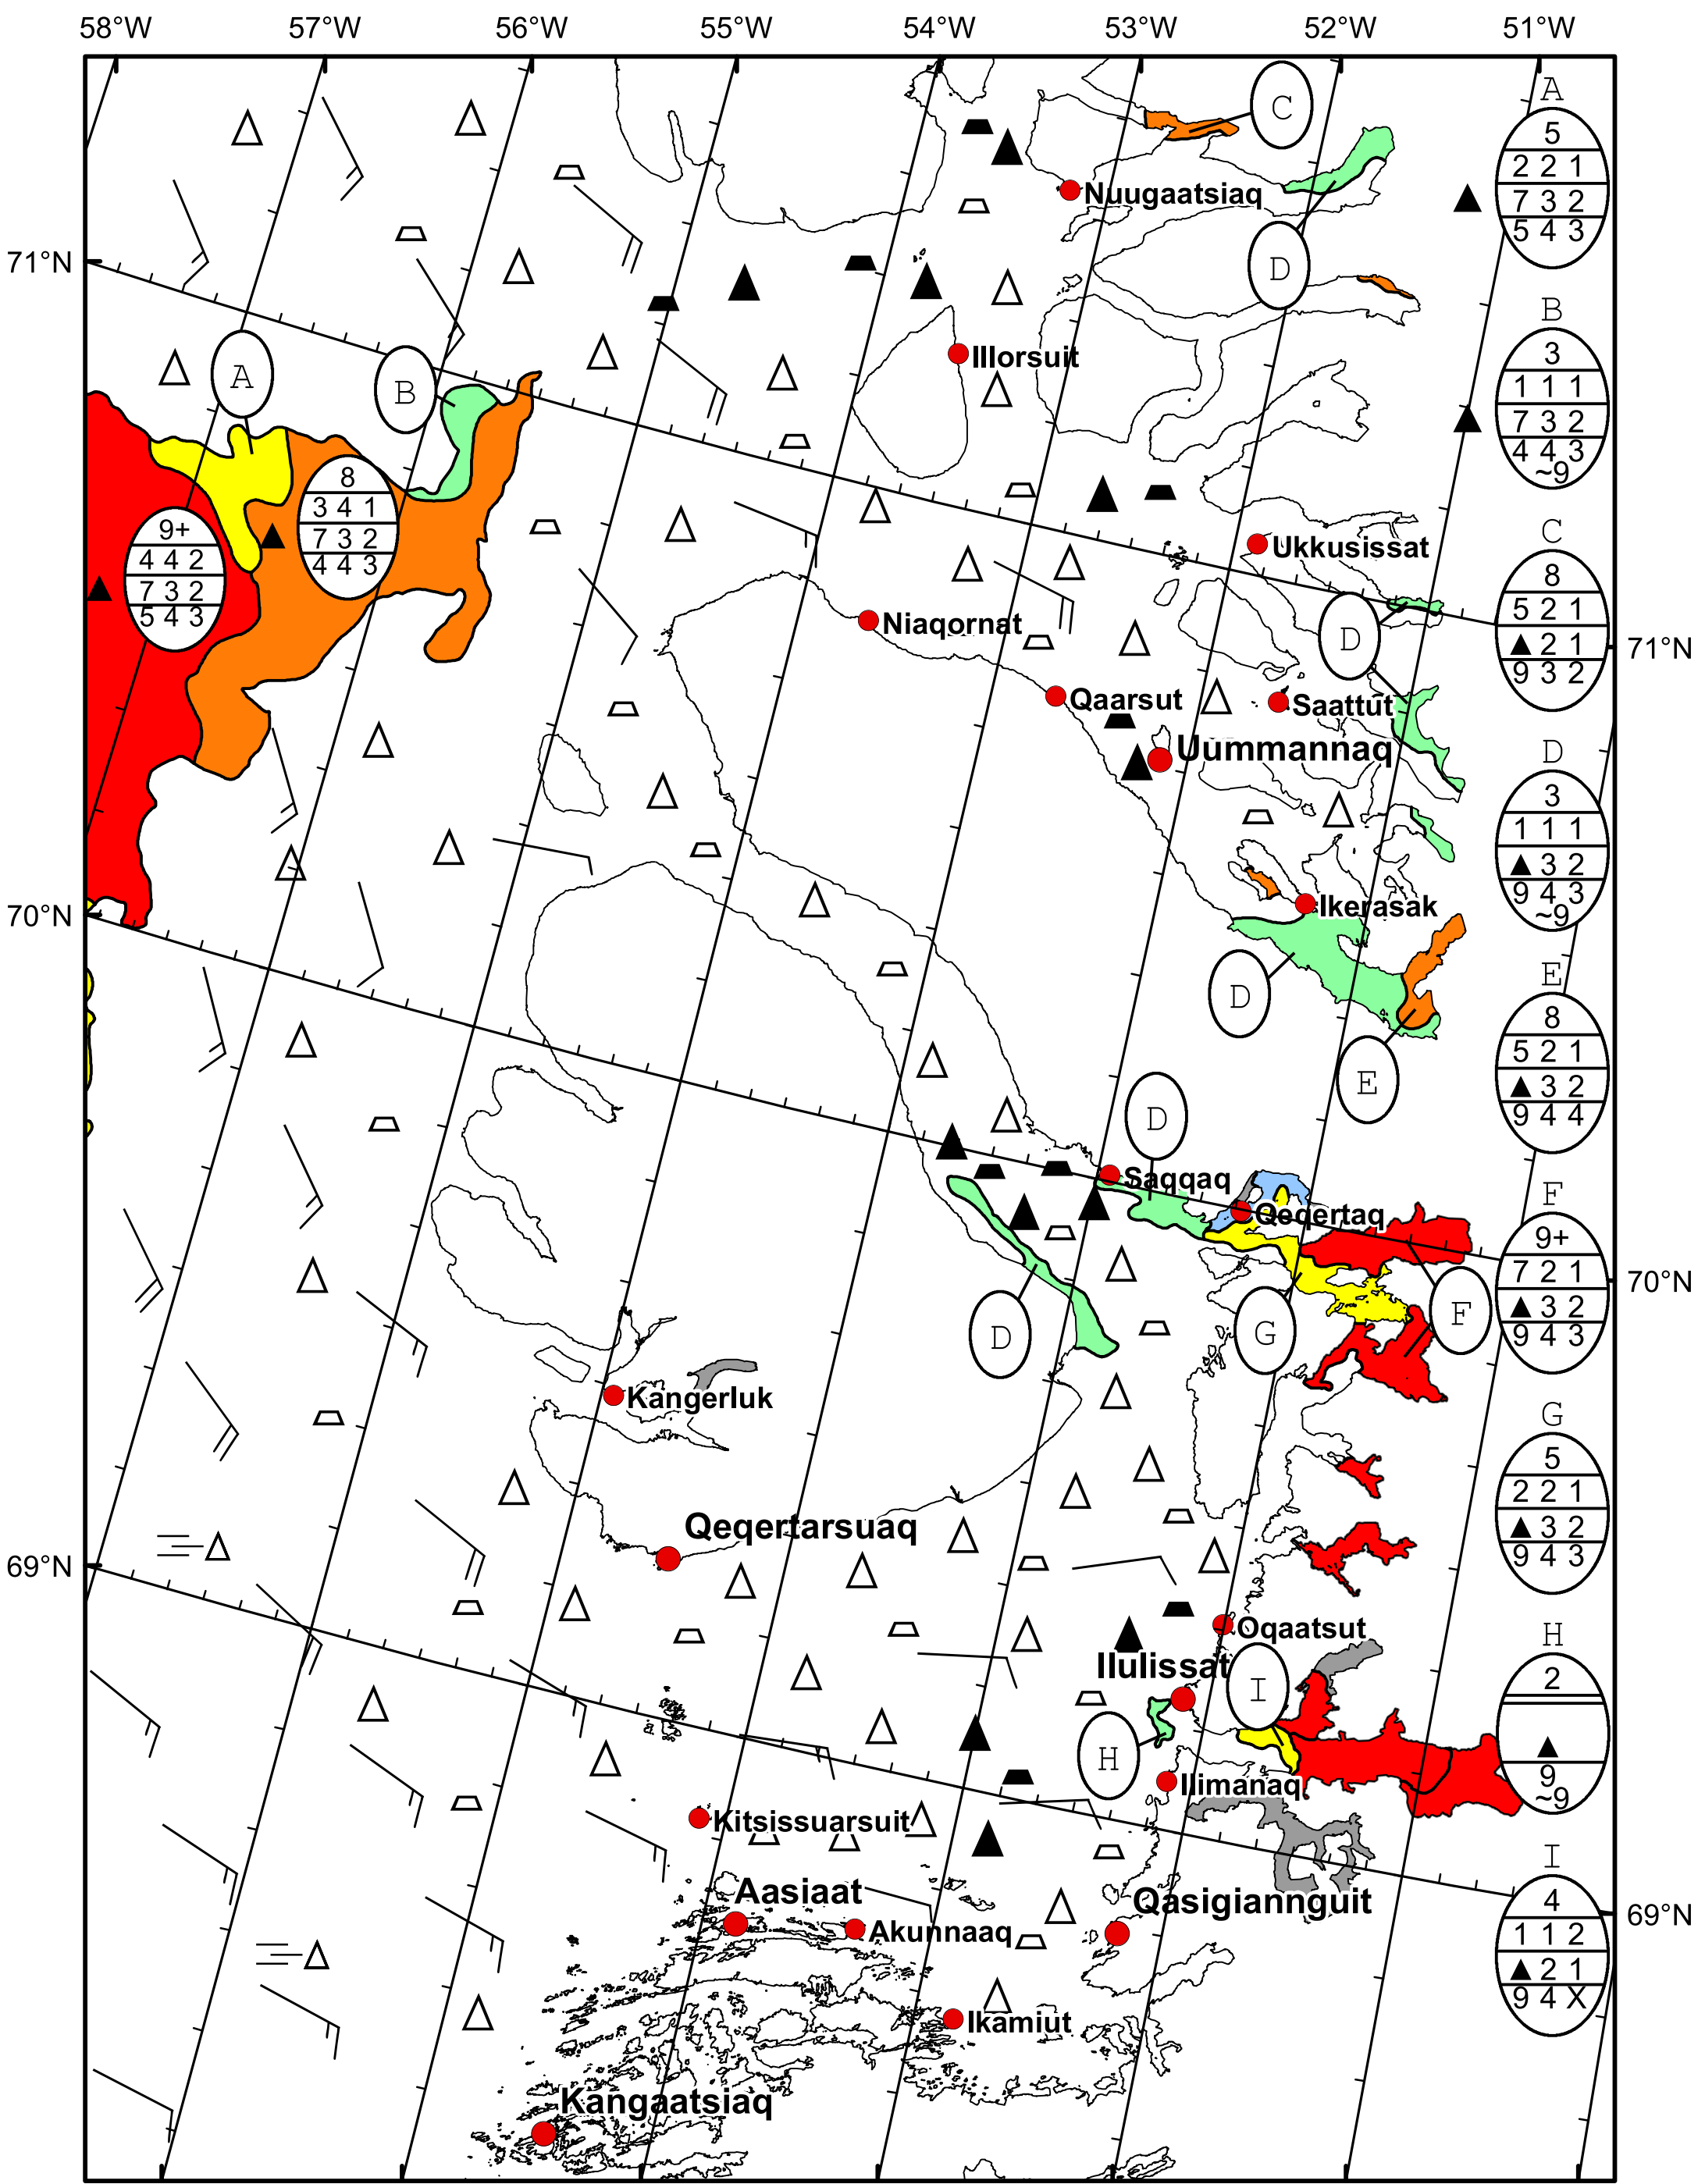 58°W 57°W 56°W 55°W 54°W 53°W 52°W 51°W
A
5
2 2 1
7 3 2
5 4 3
C
Nuugaatsiaq
D
71°N
B
3
1 1 1
7 3 2
4 4 3
~9
Illorsuit
A
B
8
3 4 1
7 3 2
4 4 3
9+
4 4 2
7 3 2
5 4 3
Ukkusissat
C
8
5 2 1
2 1
9 3 2
Niaqornat
D
71°N
Qaarsut
Saattut
Uummannaq
D
3
1 1 1
3 2
9 4 3
~9
70°N
Ikerasak
D
E
E
8
5 2 1
3 2
9 4 4
D
Saqqaq
Qeqertaq
F
9+
7 2 1
3 2
9 4 3
70°N
D
G
F
Kangerluk
G
5
2 2 1
3 2
9 4 3
Qeqertarsuaq
69°N
Oqaatsut
Ilulissat
I
H
2
9
~9
H
Ilimanaq
Kitsissuarsuit
I
4
1 1 2
2 1
9 4 X
Aasiaat
Qasigiannguit
Akunnaaq
69°N
Ikamiut
Kangaatsiaq